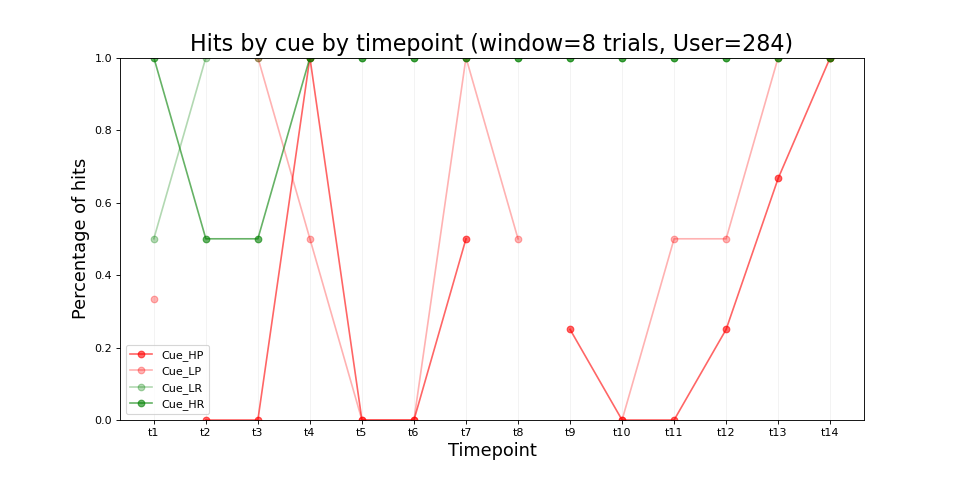 Hits by cue by timepoint (window=8 trials, User=284)
Percentage of hits
1.0
0.8
0.6
0.4
0.2
0.0
Cue_HP
Cue_LP
Cue_LR
Cue_HR
t1 t2 t3 t4 t5 t6 t7 t8 t9 t10 t11 t12 t13 t14
Timepoint